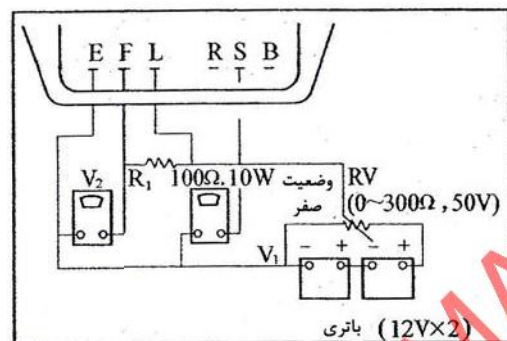 E F L R S B
V₂ R₁ 100Ω.10W وضعیت صفر RV
(0~300Ω , 50V)
V₁ − + − +
باتری (12V×2)